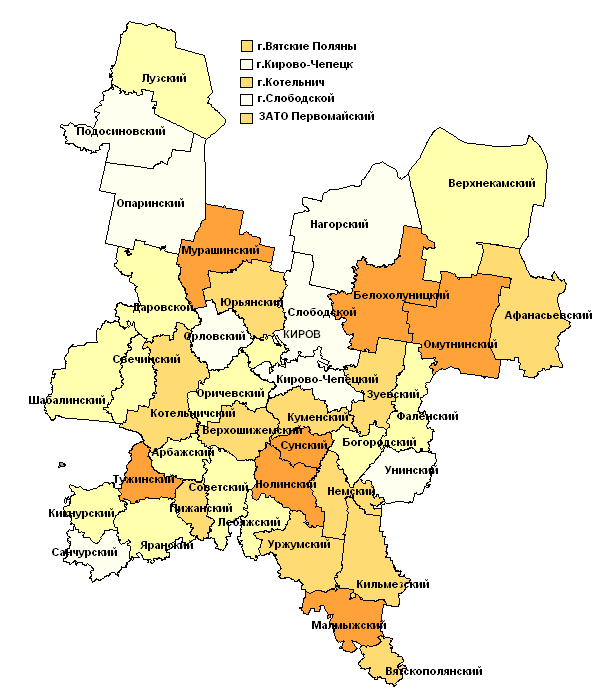 г.Вятские Поляны
г.Кирово-Чепецк
г.Котельнич
г.Слободской
ЗАТО Первомайский
Лузский
Подосиновский
Опаринский
Верхнекамский
Нагорский
Мурашинский
Юрьянский
Белохолуницкий
Даровской
Слободской
Афанасьевский
Орловский
КИРОВ
Омутнинский
Свечинский
Кирово-Чепецкий
Шабалинский
Оричевский
Зуевский
Котельничский
Куменский
Фаленский
Верхошижемский
Богородский
Сунский
Арбажский
Унинский
Тужинский
Советский
Нолинский
Немский
Кикнурский
Пижанский
Лебяжский
Санчурский
Яранский
Уржумский
Кильмезский
Малмыжский
Вятскополянский